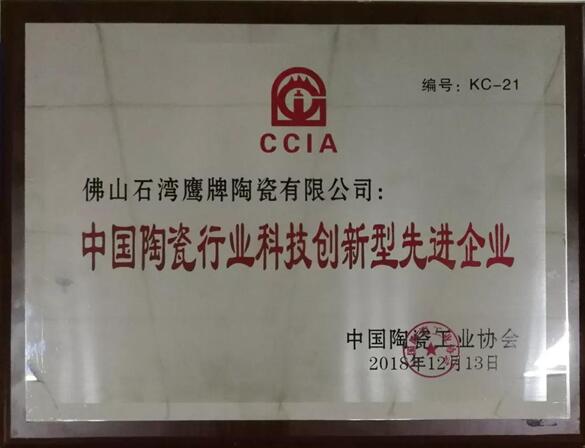 编号：KC-21
CCIA
佛山石湾鹰牌陶瓷有限公司：
中国陶瓷行业科技创新型先进企业
中国陶瓷工业协会
2018年12月13日